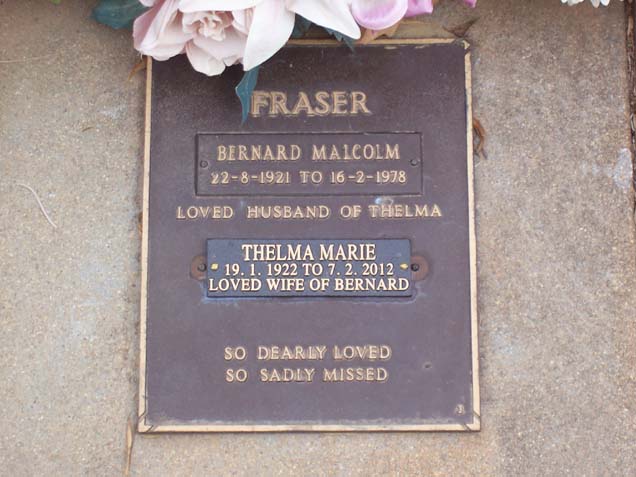 FRASER
BERNARD MALCOLM
22-8-1921 TO 16-2-1978
LOVED HUSBAND OF THELMA
THELMA MARIE
19. 1. 1922 TO 7. 2. 2012
LOVED WIFE OF BERNARD
SO DEARLY LOVED
SO SADLY MISSED